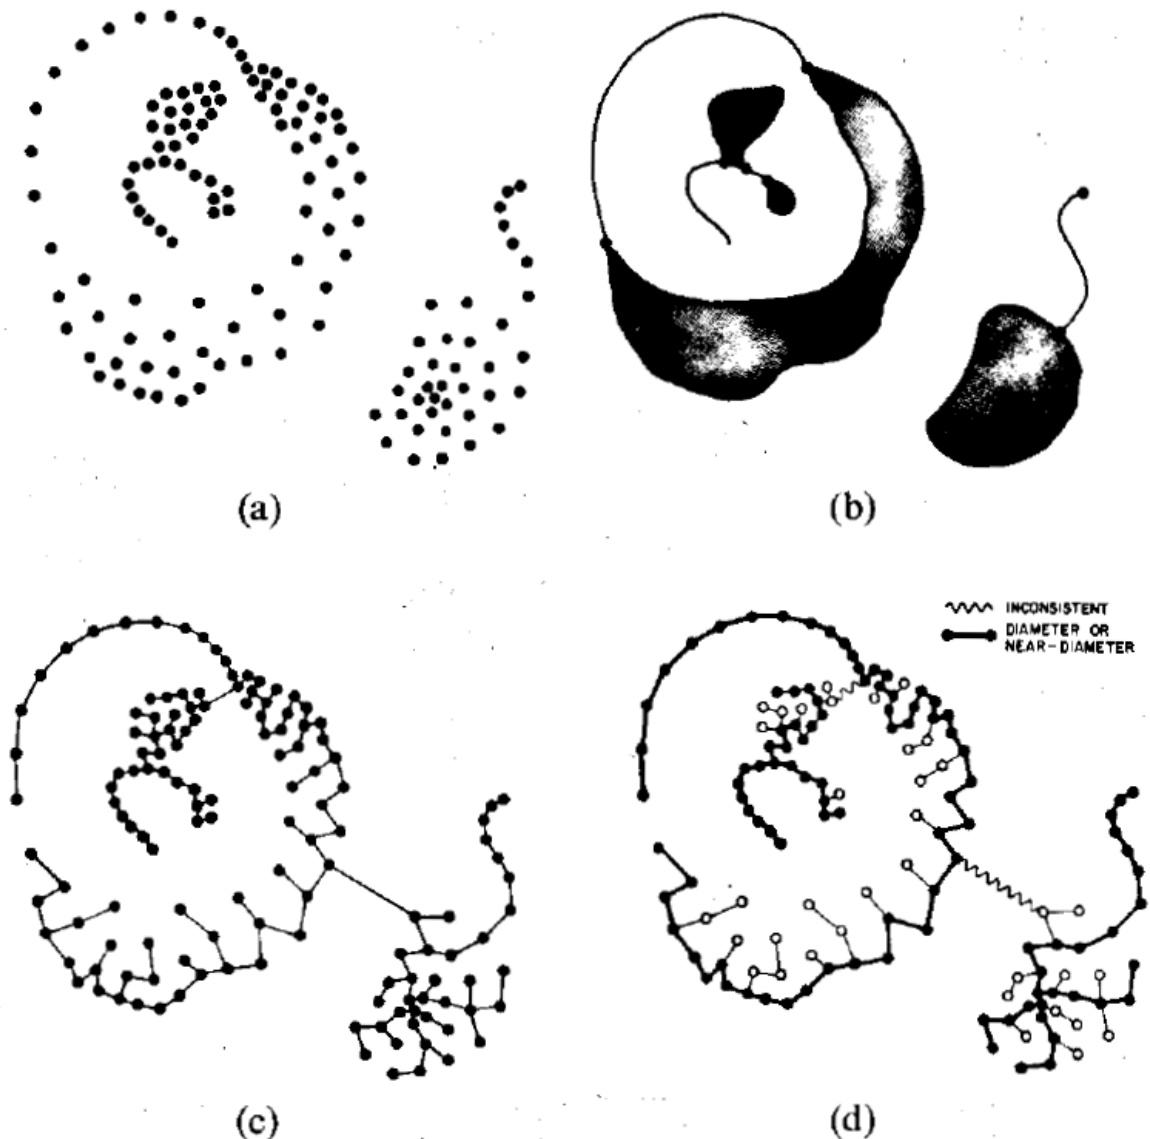 (a)
(b)
INCONSISTENT
DIAMETER OR
NEAR-DIAMETER
(c)
(d)